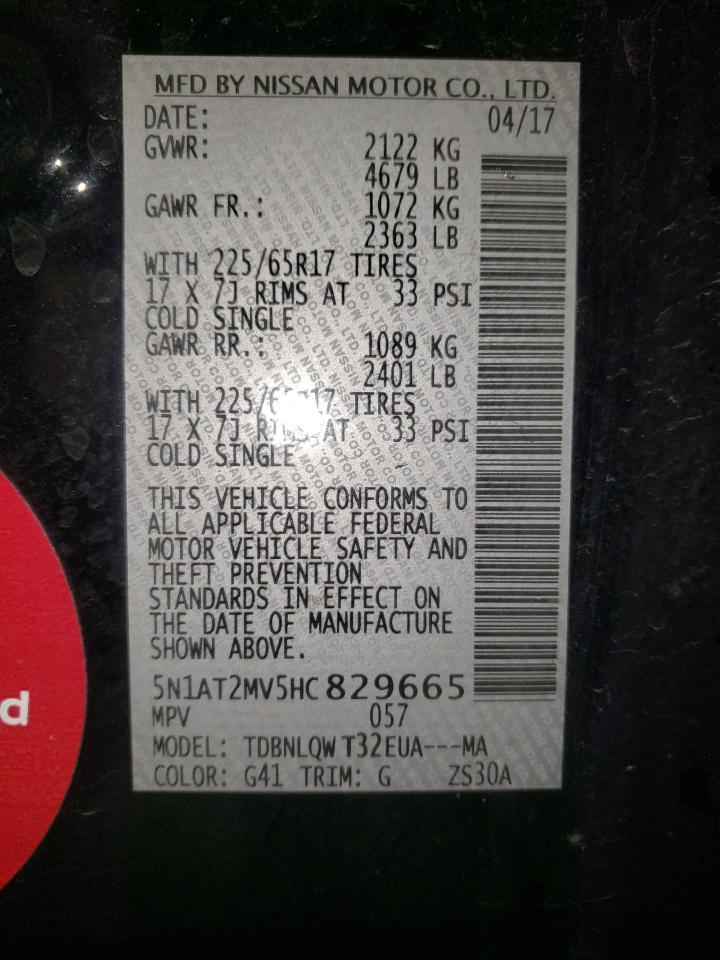 MFD BY NISSAN MOTOR CO., LTD.
DATE: 04/17
GVWR: 2122 KG
4679 LB
GAWR FR.: 1072 KG
2363 LB
WITH 225/65R17 TIRES
17 X 7J RIMS AT 33 PSI
COLD SINGLE
GAWR RR.: 1089 KG
2401 LB
WITH 225/65R17 TIRES
17 X 7J RIMS AT 33 PSI
COLD SINGLE
THIS VEHICLE CONFORMS TO
ALL APPLICABLE FEDERAL
MOTOR VEHICLE SAFETY AND
THEFT PREVENTION
STANDARDS IN EFFECT ON
THE DATE OF MANUFACTURE
SHOWN ABOVE.
5N1AT2MV5HC829665
MPV 057
MODEL: TDBNLQW T32EUA---MA
COLOR: G41 TRIM: G ZS30A
d